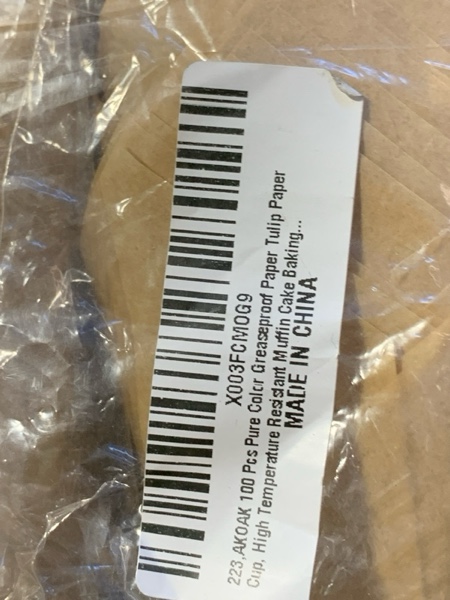 X003FCMOG9
223,AKOAK 100 Pcs Pure Color Greaseproof Paper Tulip Paper
Cup, High Temperature Resistant Muffin Cake Baking...
MADE IN CHINA